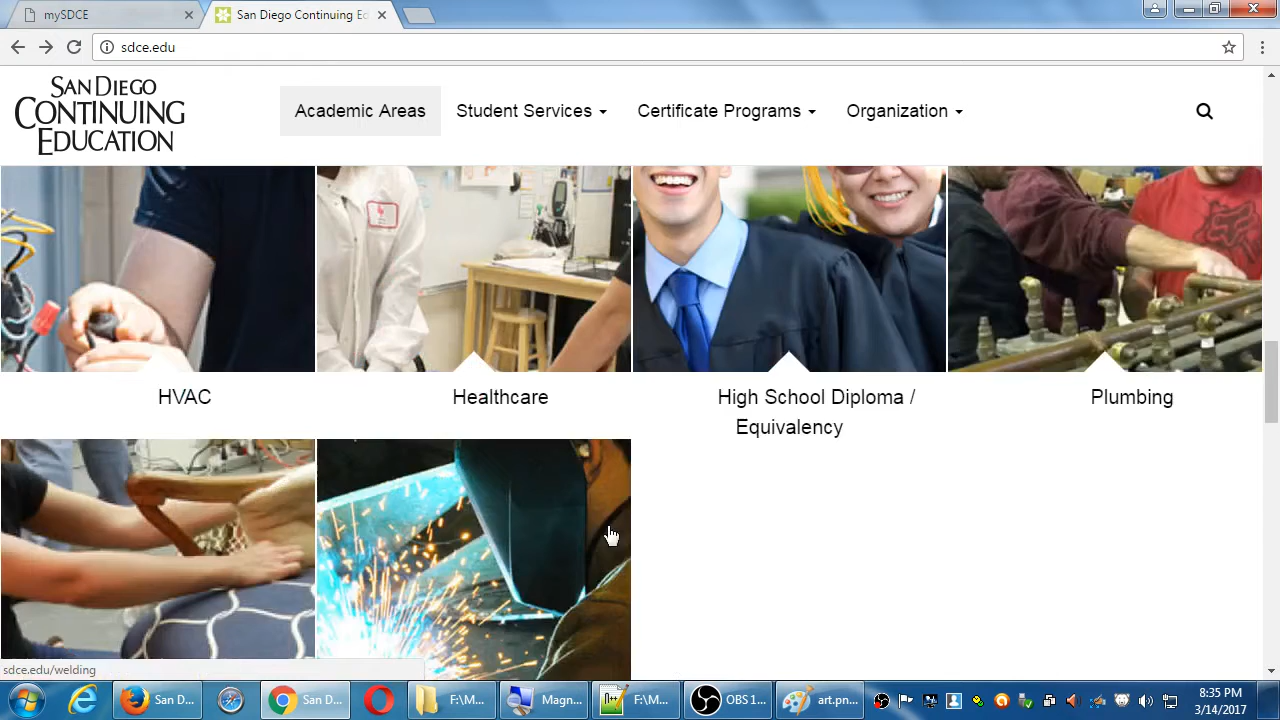 mySDCE
San Diego Continuing Ed
sdce.edu
SAN DIEGO
CONTINUING
EDUCATION
Academic Areas
Student Services
Certificate Programs
Organization
HVAC
Healthcare
High School Diploma /
Equivalency
Plumbing
sdce.edu/welding
San D...
San D...
F:\M...
Magn...
F:\M...
OBS 1...
art.pn...
8:35 PM
3/14/2017